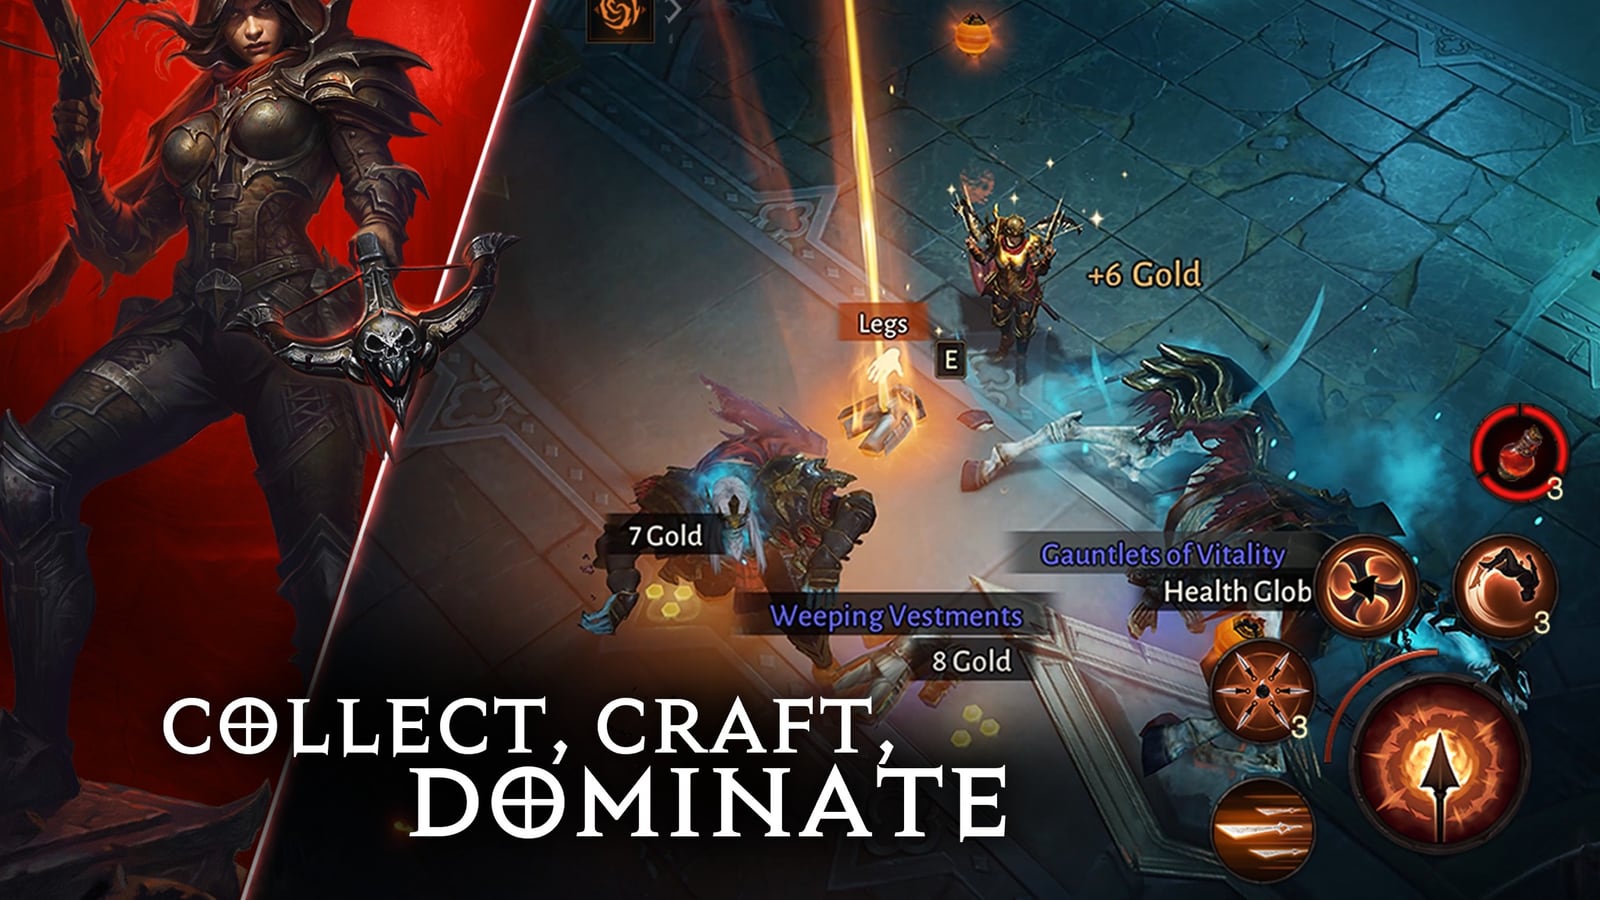 +6 Gold
Legs
E
7 Gold
3
Gauntlets of Vitality
Health Glob
Weeping Vestments
3
8 Gold
3
COLLECT, CRAFT,
DOMINATE